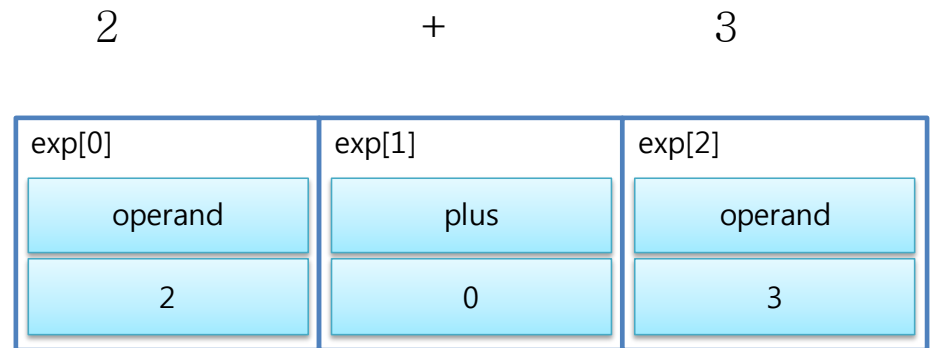 2 + 3
exp[0] exp[1] exp[2]
operand plus operand
2 0 3